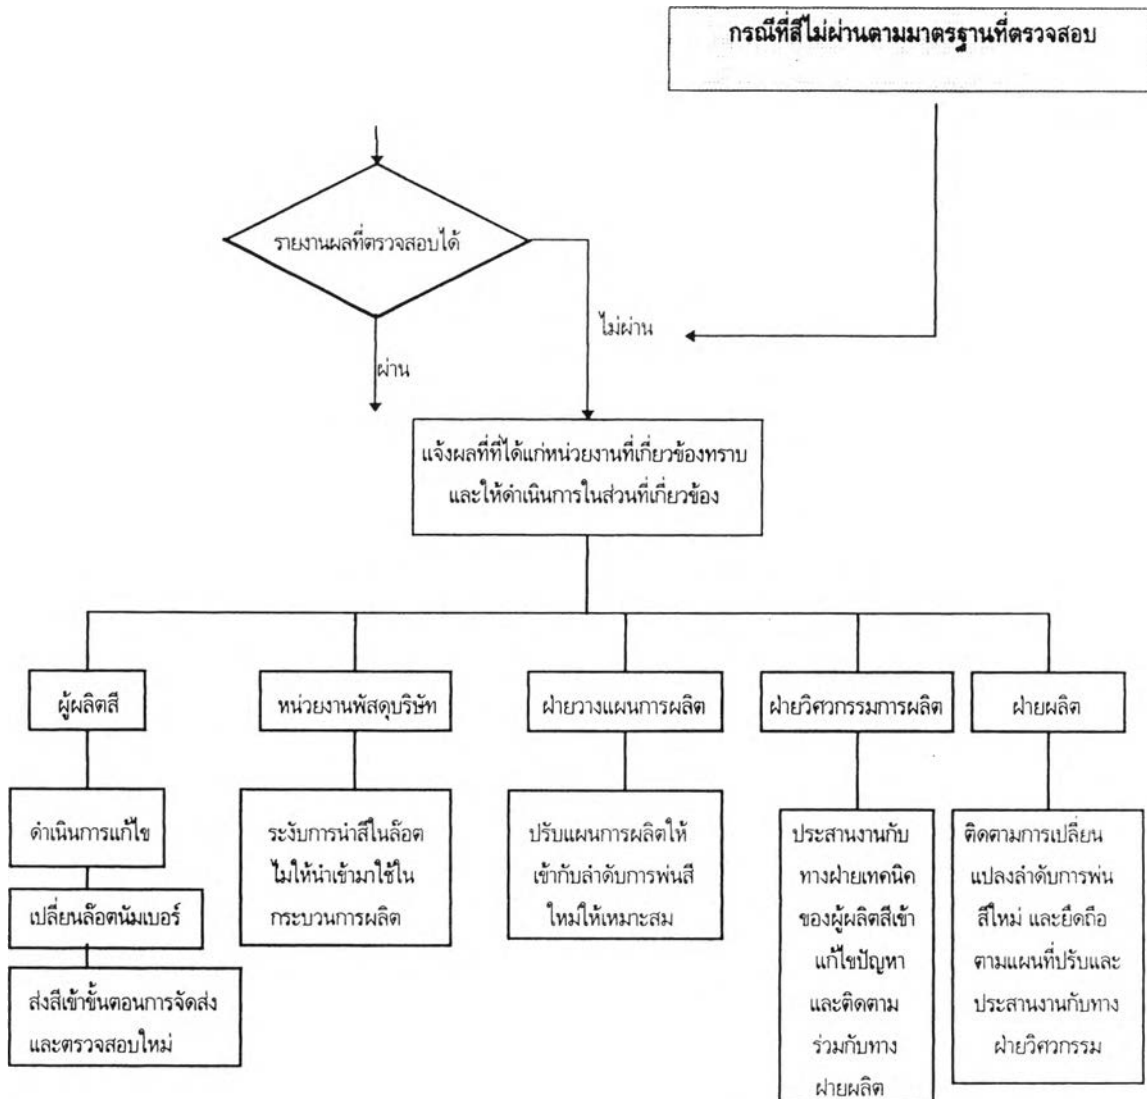 กรณีที่สีไม่ผ่านตามมาตรฐานที่ตรวจสอบ
รายงานผลที่ตรวจสอบได้
ไม่ผ่าน
ผ่าน
แจ้งผลที่ที่ได้แก่หน่วยงานที่เกี่ยวข้องทราบ
และให้ดำเนินการในส่วนที่เกี่ยวข้อง
ผู้ผลิตสี
ดำเนินการแก้ไข
เปลี่ยนล๊อตนัมเบอร์
ส่งสีเข้าขั้นตอนการจัดส่ง
และตรวจสอบใหม่
หน่วยงานพัสดุบริษัท
ระงับการนำสีในล๊อต
ไม่ให้นำเข้ามาใช้ใน
กระบวนการผลิต
ฝ่ายวางแผนการผลิต
ปรับแผนการผลิตให้
เข้ากับลำดับการพ่นสี
ใหม่ให้เหมาะสม
ฝ่ายวิศวกรรมการผลิต
ประสานงานกับ
ทางฝ่ายเทคนิค
ของผู้ผลิตสีเข้า
แก้ไขปัญหา
และติดตาม
ร่วมกับทาง
ฝ่ายผลิต
ฝ่ายผลิต
ติดตามการเปลี่ยน
แปลงลำดับการพ่น
สีใหม่ และยึดถือ
ตามแผนที่ปรับและ
ประสานงานกับทาง
ฝ่ายวิศวกรรม